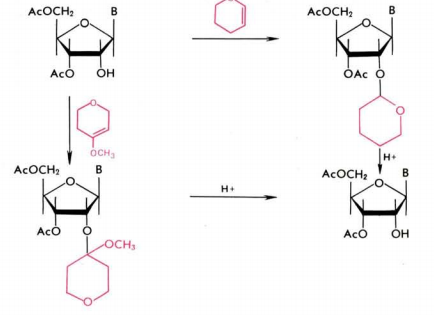 AcOCH₂ O B
AcO OH
AcOCH₂ O B
OAc O
O
O
OCH₃
H+
AcOCH₂ O B
AcO O
OCH₃
O
H+
AcOCH₂ O B
AcO OH